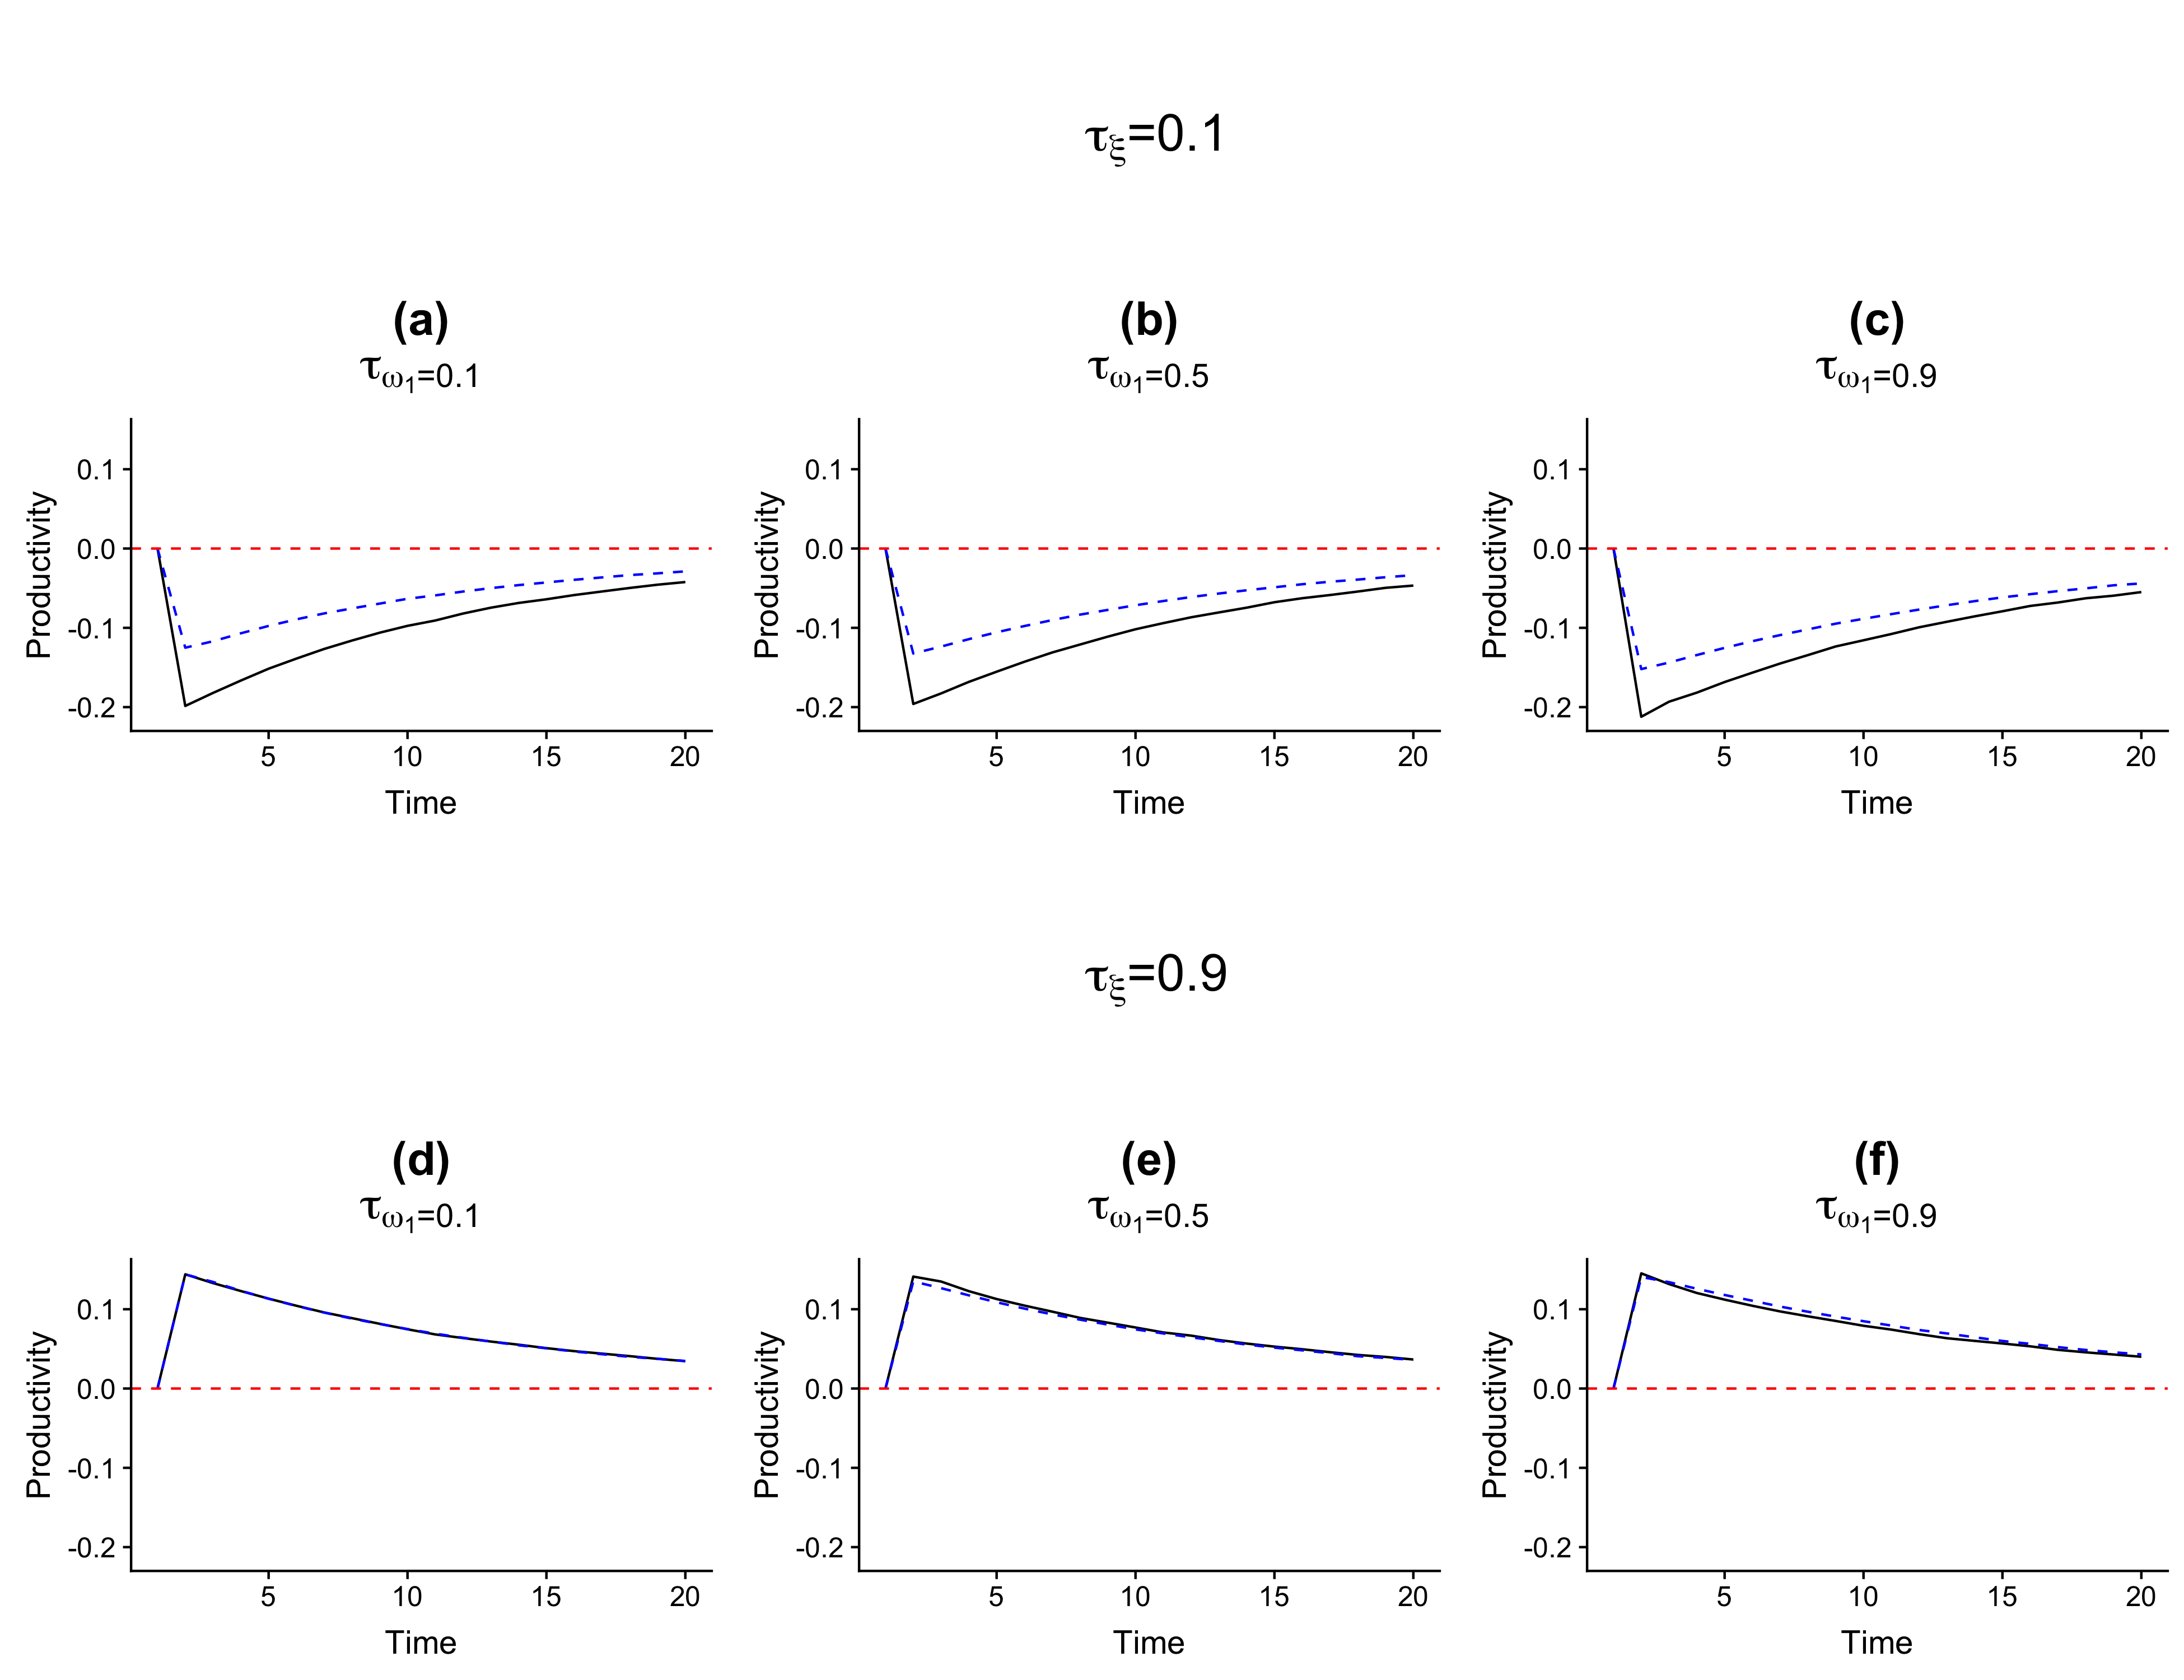 τξ=0.1
(a) (b) (c)
τω1=0.1 τω1=0.5 τω1=0.9
Productivity Productivity Productivity
0.1 0.1 0.1
0.0 0.0 0.0
-0.1 -0.1 -0.1
-0.2 -0.2 -0.2
5 10 15 20 5 10 15 20 5 10 15 20
Time Time Time
τξ=0.9
(d) (e) (f)
τω1=0.1 τω1=0.5 τω1=0.9
Productivity Productivity Productivity
0.1 0.1 0.1
0.0 0.0 0.0
-0.1 -0.1 -0.1
-0.2 -0.2 -0.2
5 10 15 20 5 10 15 20 5 10 15 20
Time Time Time